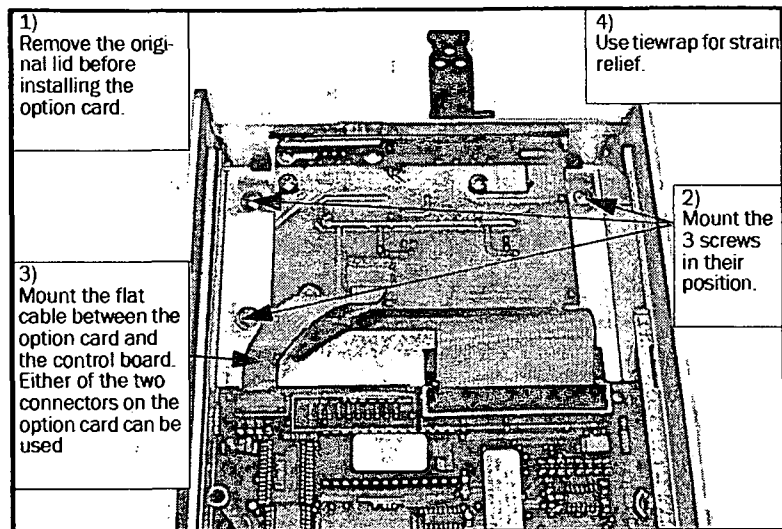 1)
Remove the origi-
nal lid before
installing the
option card.
4)
Use tiewrap for strain
relief.
2)
Mount the
3 screws
in their
position.
3)
Mount the flat
cable between the
option card and
the control board.
Either of the two
connectors on the
option card can be
used